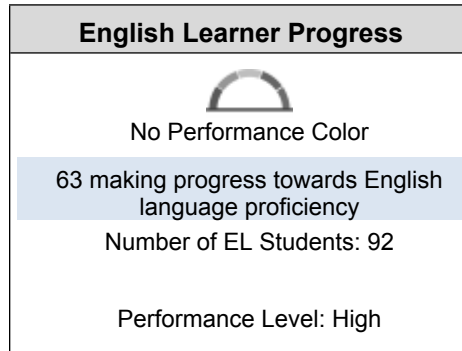 English Learner Progress
No Performance Color
63 making progress towards English
language proficiency
Number of EL Students: 92
Performance Level: High